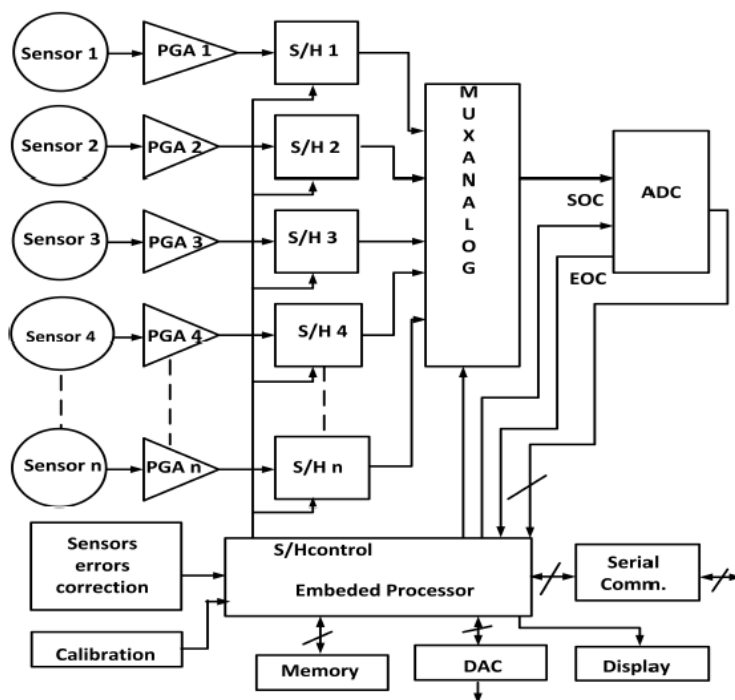 Sensor 1
PGA 1
S/H 1
MUXANALOG
Sensor 2
PGA 2
S/H 2
SOC
ADC
Sensor 3
PGA 3
S/H 3
EOC
Sensor 4
PGA 4
S/H 4
Sensor n
PGA n
S/H n
Sensors
errors
correction
S/Hcontrol
Embeded Processor
Serial
Comm.
Calibration
Memory
DAC
Display